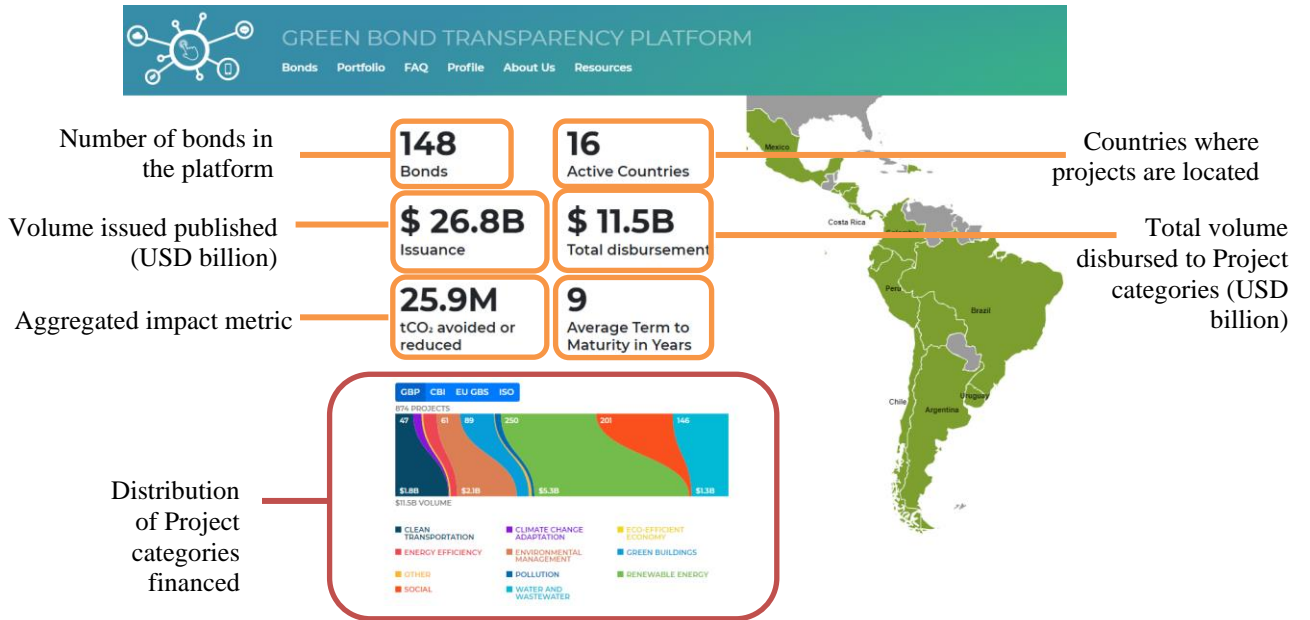 GREEN BOND TRANSPARENCY PLATFORM
Bonds Portfolio FAQ Profile About Us Resources
Number of bonds in
the platform
148
Bonds
16
Active Countries
Countries where
projects are located
Volume issued published
(USD billion)
$ 26.8B
Issuance
$ 11.5B
Total disbursement
Total volume
disbursed to Project
categories (USD
billion)
Aggregated impact metric
25.9M
tCO₂ avoided or
reduced
9
Average Term to
Maturity in Years
Mexico
Costa Rica
Peru
Brazil
Chile
Argentina
Uruguay
Distribution
of Project
categories
financed
GBP CBI EU GBS ISO
874 PROJECTS
47 61 89 250 201 146
$1.8B $2.1B $5.3B $1.3B
$11.5B VOLUME
CLEAN
TRANSPORTATION
CLIMATE CHANGE
ADAPTATION
ECO-EFFICIENT
ECONOMY
ENERGY EFFICIENCY
ENVIRONMENTAL
MANAGEMENT
GREEN BUILDINGS
OTHER
POLLUTION
RENEWABLE ENERGY
SOCIAL
WATER AND
WASTEWATER